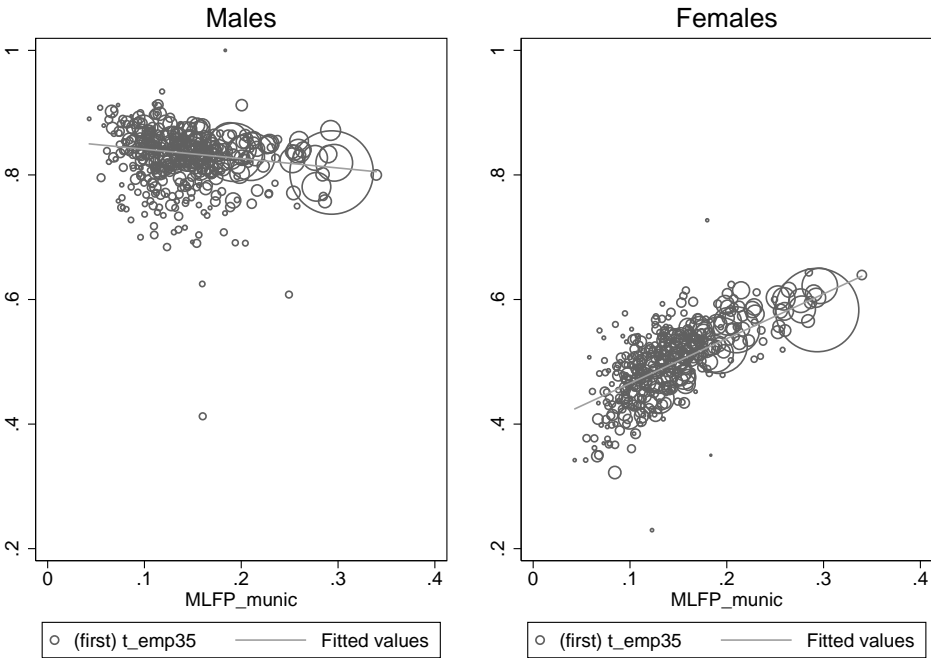 Males
1
.8
.6
.4
.2
0
.1
.2
.3
.4
MLFP_munic
(first) t_emp35
Fitted values
Females
1
.8
.6
.4
.2
0
.1
.2
.3
.4
MLFP_munic
(first) t_emp35
Fitted values